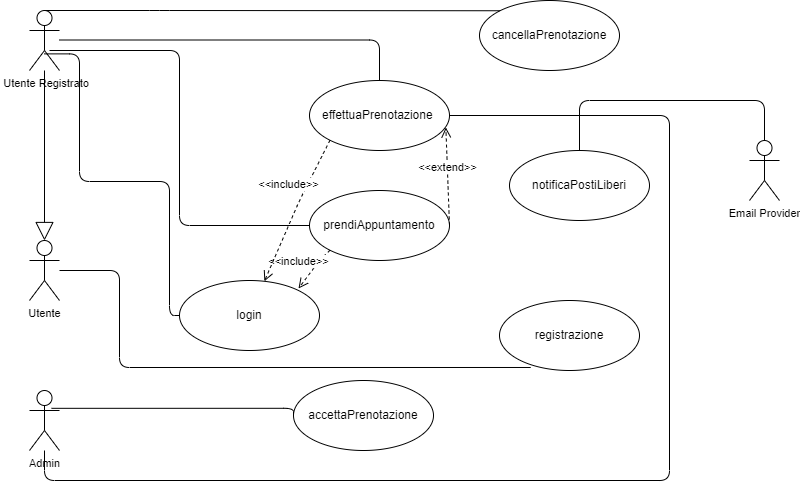 cancellaPrenotazione
Utente Registrato
effettuaPrenotazione
<<extend>>
<<include>>
notificaPostiLiberi
Email Provider
prendiAppuntamento
<<include>>
Utente
login
registrazione
accettaPrenotazione
Admin